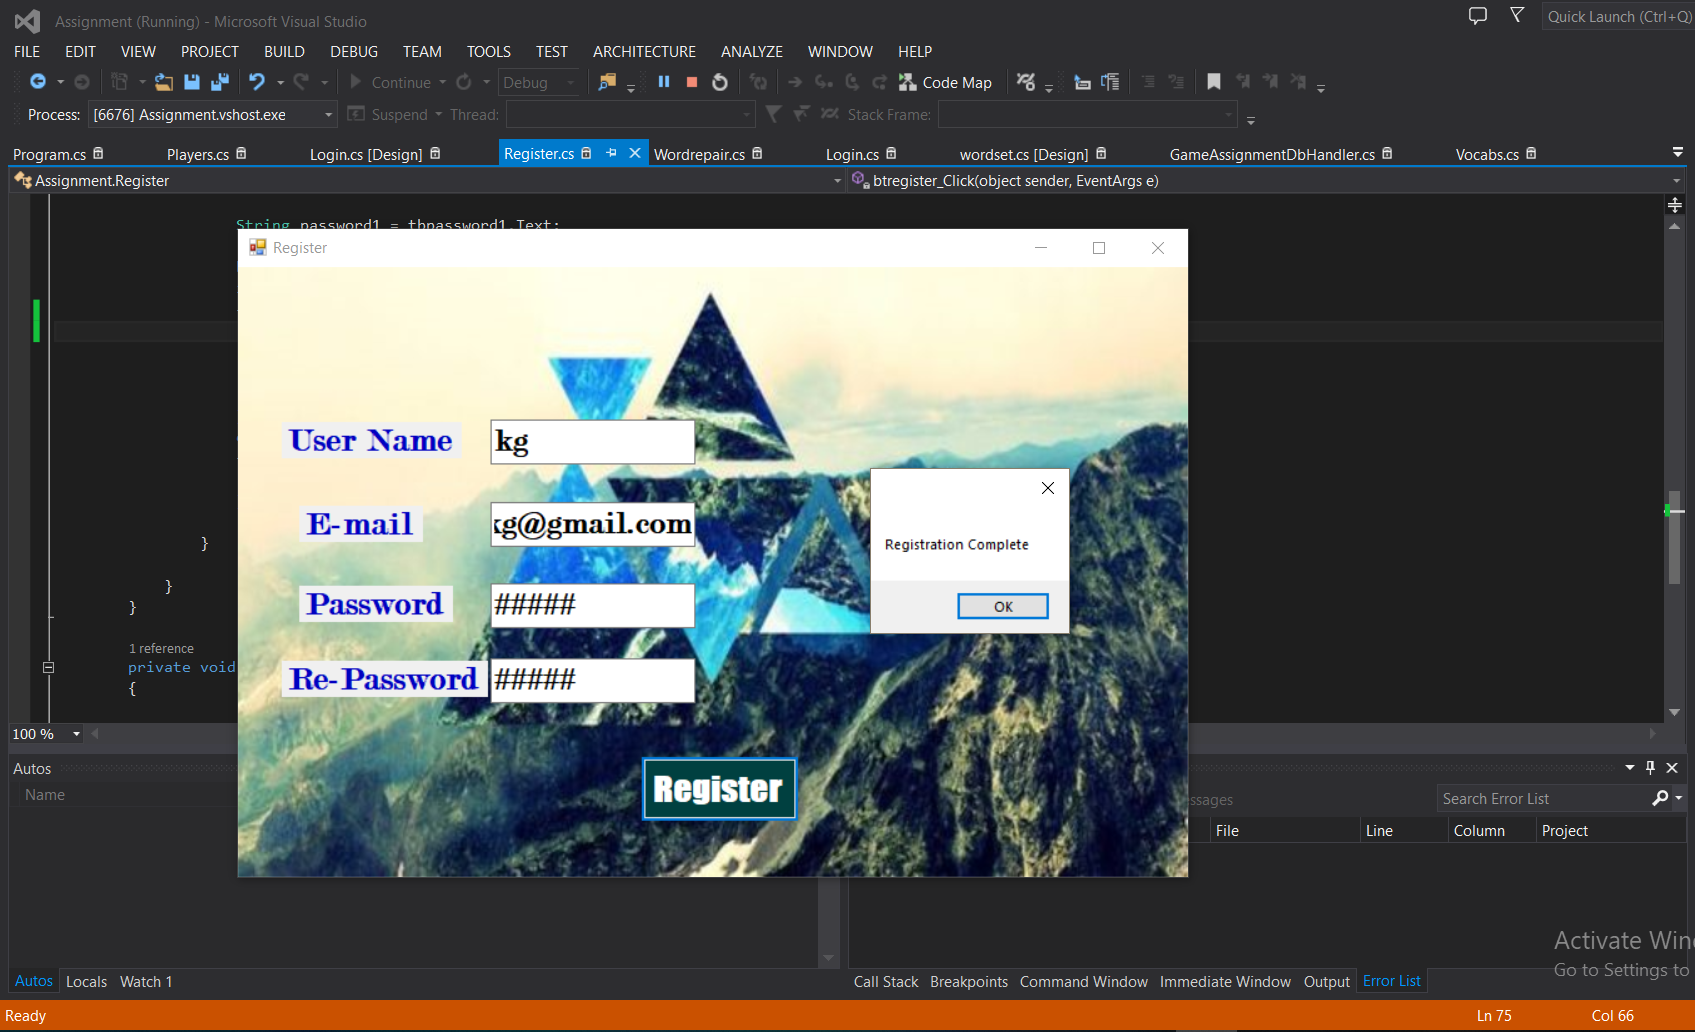 Assignment (Running) - Microsoft Visual Studio
Quick Launch (Ctrl+Q)
FILE EDIT VIEW PROJECT BUILD DEBUG TEAM TOOLS TEST ARCHITECTURE ANALYZE WINDOW HELP
Continue Debug Code Map
Process: [6676] Assignment.vshost.exe Suspend Thread: Stack Frame:
Program.cs Players.cs Login.cs [Design] Register.cs Wordrepair.cs Login.cs wordset.cs [Design] GameAssignmentDbHandler.cs Vocabs.cs
Assignment.Register btregister_Click(object sender, EventArgs e)
String password1 = tbpassword1.Text;
Register
User Name kg
E-mail kg@gmail.com
Registration Complete
}
}
Password #####
OK
}
1 reference
private void
Re-Password #####
{
100 %
Register
Autos
Name
ssages Search Error List
File Line Column Project
Activate Win
Go to Settings to
Autos Locals Watch 1 Call Stack Breakpoints Command Window Immediate Window Output Error List
Ready Ln 75 Col 66